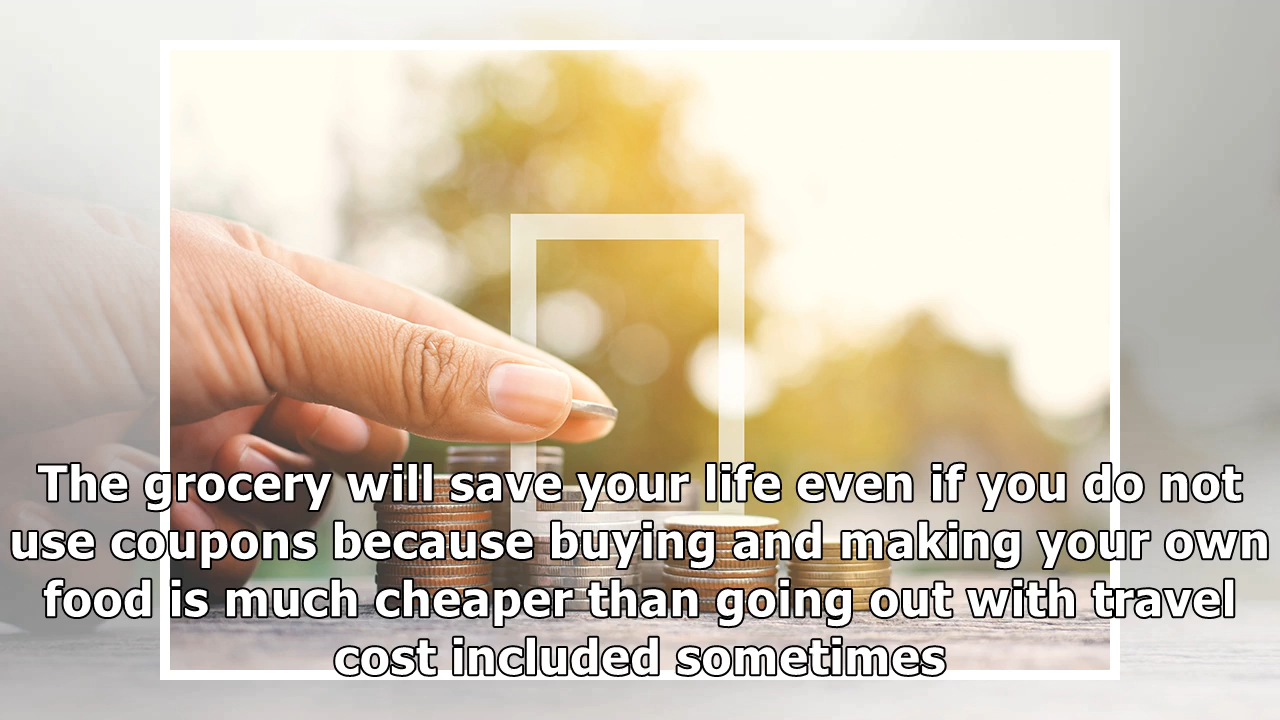 The grocery will save your life even if you do not
use coupons because buying and making your own
food is much cheaper than going out with travel
cost included sometimes